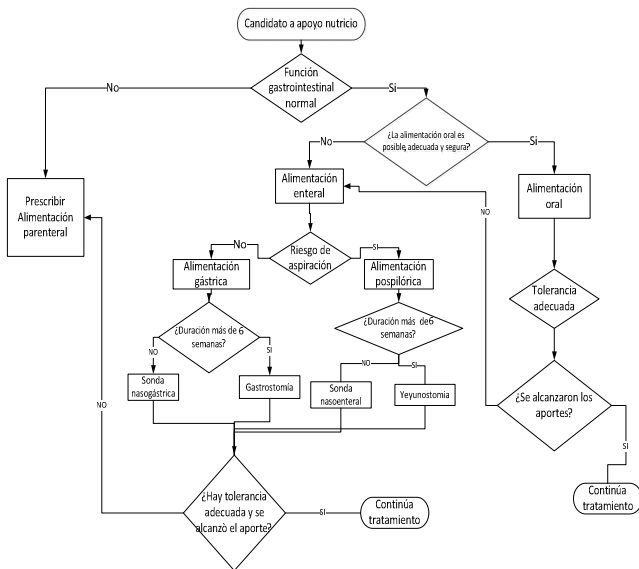 Candidato a apoyo nutricio
Función
gastrointestinal
normal
No
Si
¿La alimentación oral es
posible, adecuada y segura?
No
Si
Prescribir
Alimentación
parenteral
Alimentación
enteral
Alimentación
oral
NO
Riesgo de
aspiración
No
SI
Alimentación
gástrica
Alimentación
pospilórica
Tolerancia
adecuada
¿Duración más de 6
semanas?
¿Duración más de6
semanas?
NO
SI
NO
SI
Sonda
nasogástrica
Gastrostomía
Sonda
nasoenteral
Yeyunostomia
¿Se alcanzaron los
aportes?
NO
SI
¿Hay tolerancia
adecuada y se
alcanzò el aporte?
SI
Continúa
tratamiento
Continúa
tratamiento